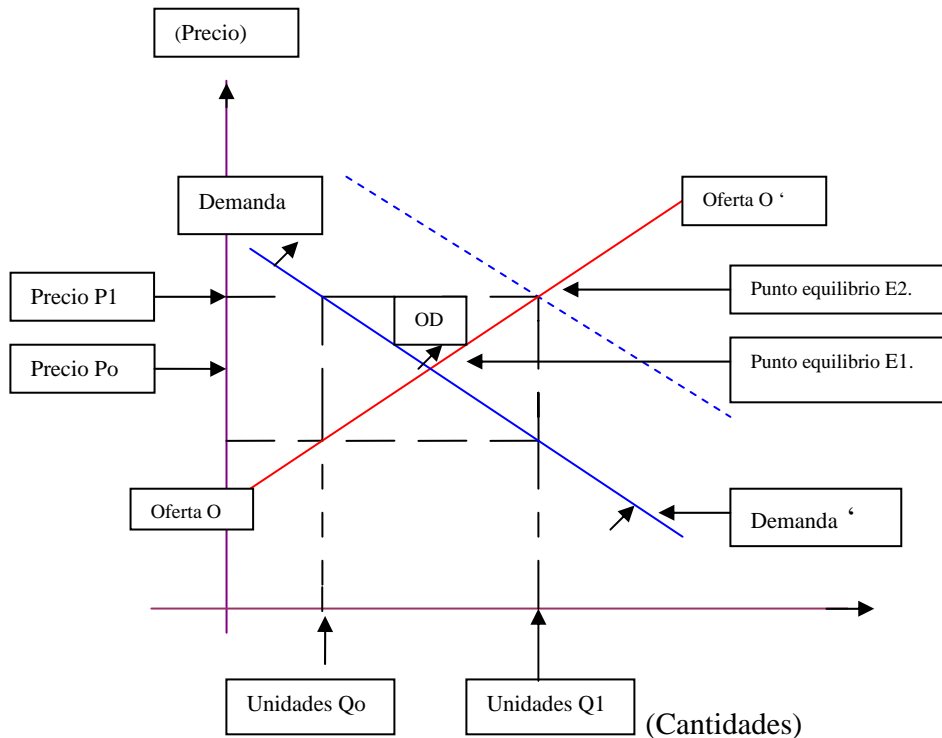 (Precio)
Demanda
Oferta O ‘
Precio P1
OD
Punto equilibrio E2.
Precio Po
Punto equilibrio E1.
Oferta O
Demanda ‘
Unidades Qo
Unidades Q1
(Cantidades)